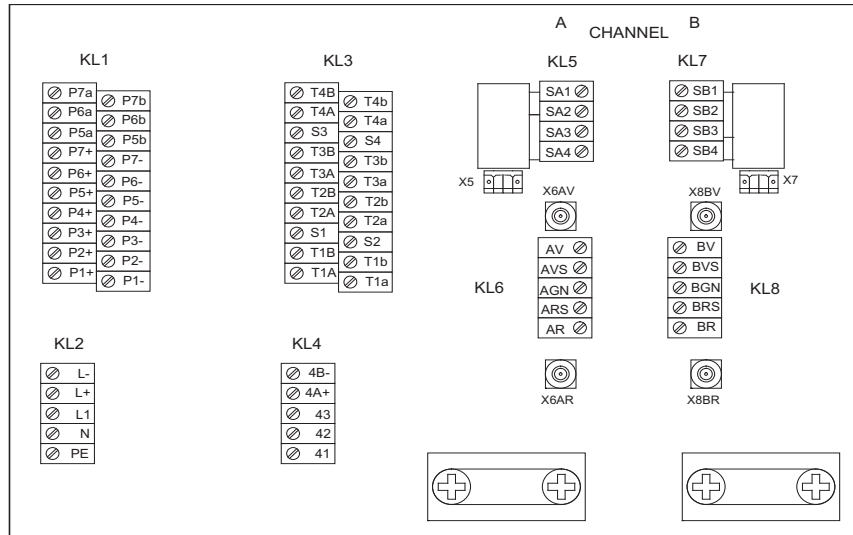 A B
CHANNEL
KL1 KL3 KL5 KL7
P7a
P7b
P6a
P6b
P5a
P5b
P7+
P7-
P6+
P6-
P5+
P5-
P4+
P4-
P3+
P3-
P2+
P2-
P1+
P1-
T4B
T4b
T4A
T4a
S3
S4
T3B
T3b
T3A
T3a
T2B
T2b
T2A
T2a
S1
S2
T1B
T1b
T1A
T1a
SA1
SA2
SA3
SA4
X5
SB1
SB2
SB3
SB4
X7
X6AV
X8BV
KL6
AV
AVS
AGN
ARS
AR
BV
BVS
BGN
BRS
BR
KL8
X6AR
X8BR
KL2
L-
L+
L1
N
PE
KL4
4B-
4A+
43
42
41